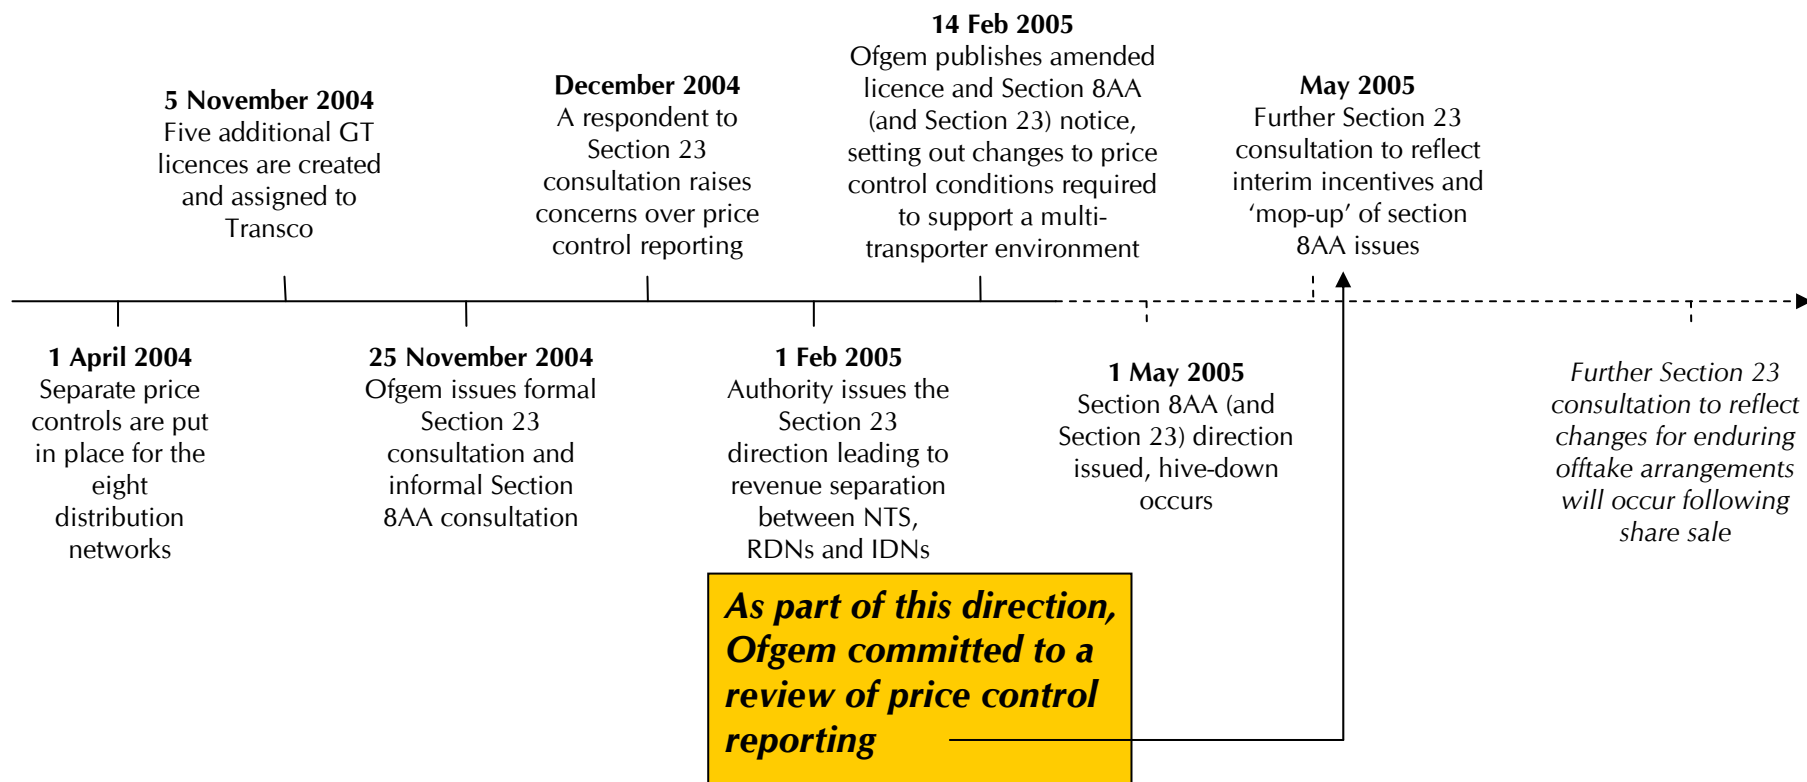 14 Feb 2005
Ofgem publishes amended
licence and Section 8AA
(and Section 23) notice,
setting out changes to price
control conditions required
to support a multi-
transporter environment
5 November 2004
Five additional GT
licences are created
and assigned to
Transco
December 2004
A respondent to
Section 23
consultation raises
concerns over price
control reporting
May 2005
Further Section 23
consultation to reflect
interim incentives and
‘mop-up’ of section
8AA issues
1 April 2004
Separate price
controls are put
in place for the
eight
distribution
networks
25 November 2004
Ofgem issues formal
Section 23
consultation and
informal Section
8AA consultation
1 Feb 2005
Authority issues the
Section 23
direction leading to
revenue separation
between NTS,
RDNs and IDNs
1 May 2005
Section 8AA (and
Section 23) direction
issued, hive-down
occurs
Further Section 23
consultation to reflect
changes for enduring
offtake arrangements
will occur following
share sale
As part of this direction,
Ofgem committed to a
review of price control
reporting